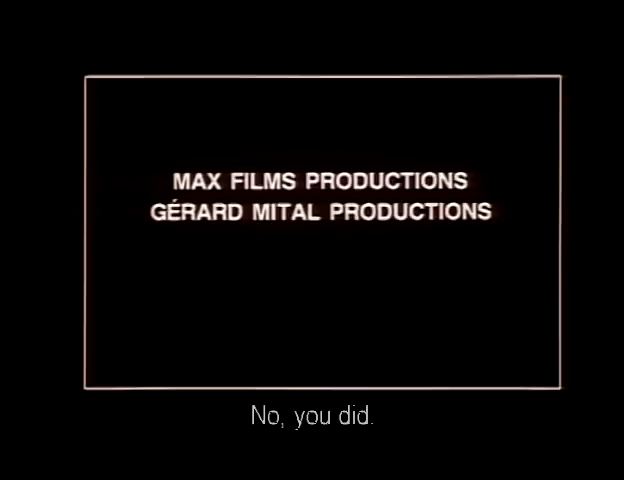 MAX FILMS PRODUCTIONS
GÉRARD MITAL PRODUCTIONS
No, you did.